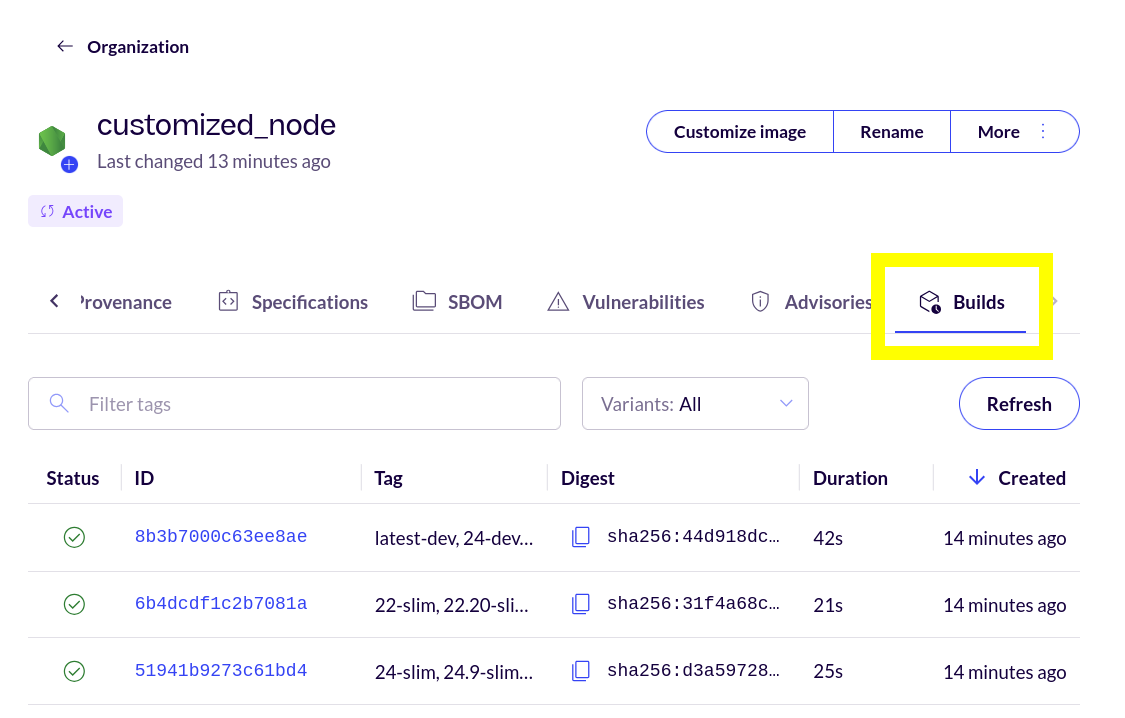 Organization
customized_node
Last changed 13 minutes ago
Customize image Rename More
Active
rovenance Specifications SBOM Vulnerabilities Advisories Builds
Filter tags Variants: All Refresh
Status ID Tag Digest Duration Created
8b3b7000c63ee8ae latest-dev, 24-dev... sha256:44d918dc… 42s 14 minutes ago
6b4dcdf1c2b7081a 22-slim, 22.20-sli... sha256:31f4a68c… 21s 14 minutes ago
51941b9273c61bd4 24-slim, 24.9-slim... sha256:d3a59728… 25s 14 minutes ago